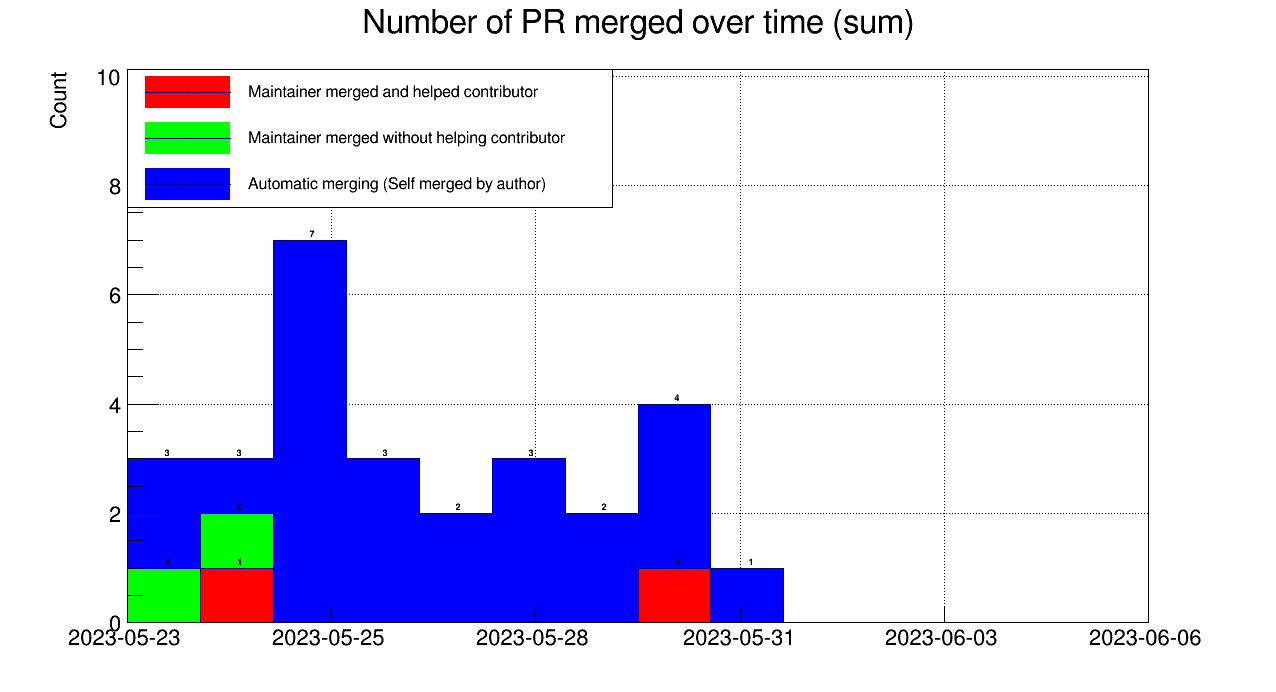 Number of PR merged over time (sum)
Count
10
8
6
4
2
0
Maintainer merged and helped contributor
Maintainer merged without helping contributor
Automatic merging (Self merged by author)
7
4
3 3 3 3
2 2 2
1 1 1 1
2023-05-23 2023-05-25 2023-05-28 2023-05-31 2023-06-03 2023-06-06